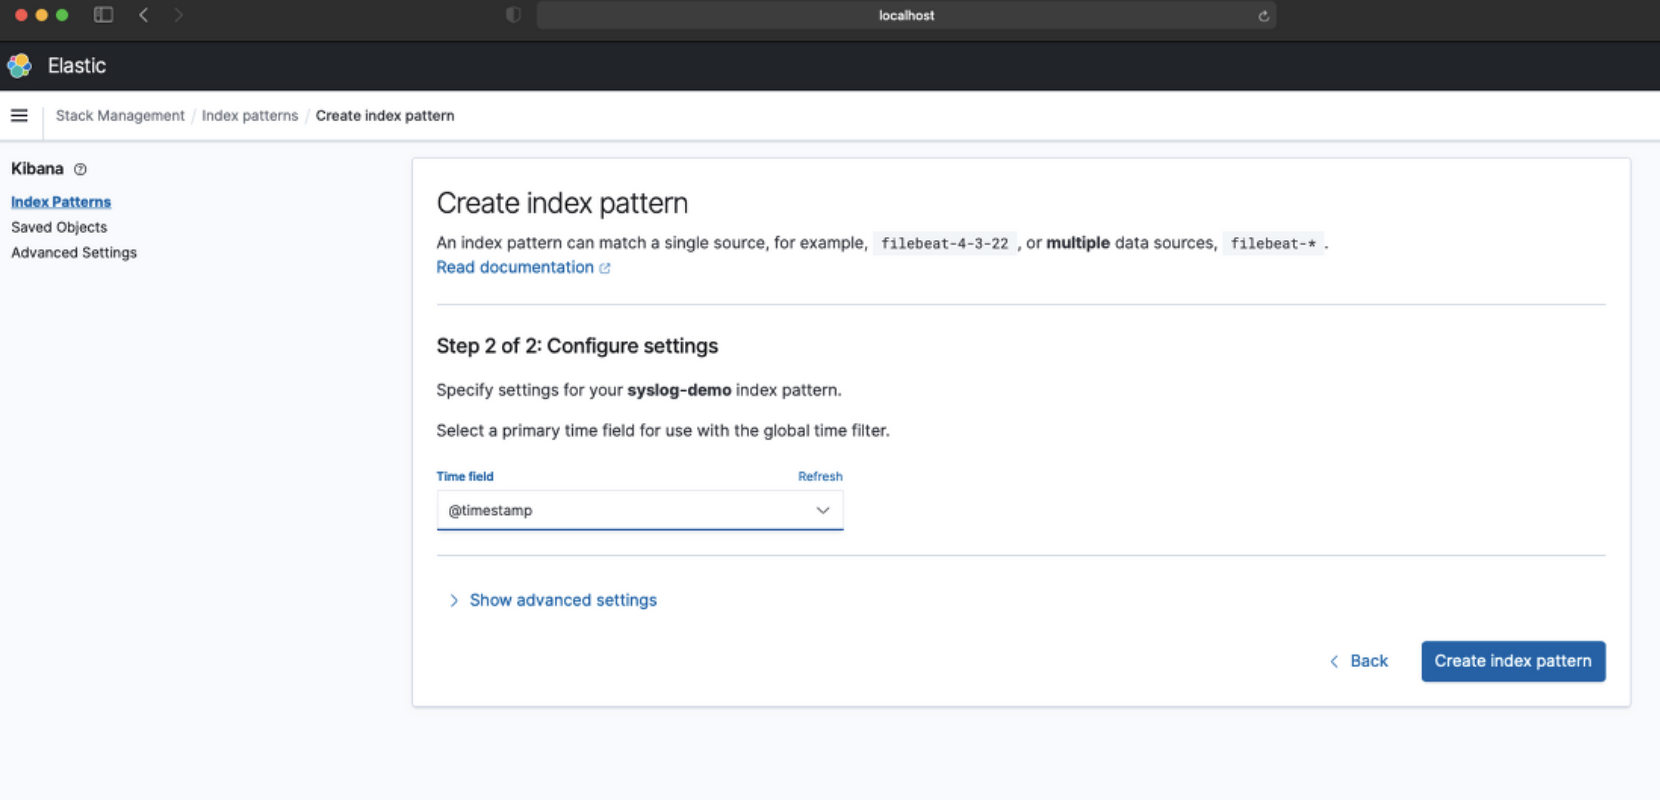 localhost
Elastic
Stack Management / Index patterns / Create index pattern
Kibana
Index Patterns
Saved Objects
Advanced Settings
Create index pattern
An index pattern can match a single source, for example, filebeat-4-3-22 , or multiple data sources, filebeat-* .
Read documentation
Step 2 of 2: Configure settings
Specify settings for your syslog-demo index pattern.
Select a primary time field for use with the global time filter.
Time field Refresh
@timestamp
Show advanced settings
Back Create index pattern